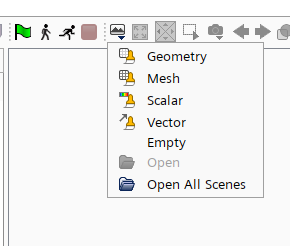 Geometry
Mesh
Scalar
Vector
Empty
Open
Open All Scenes